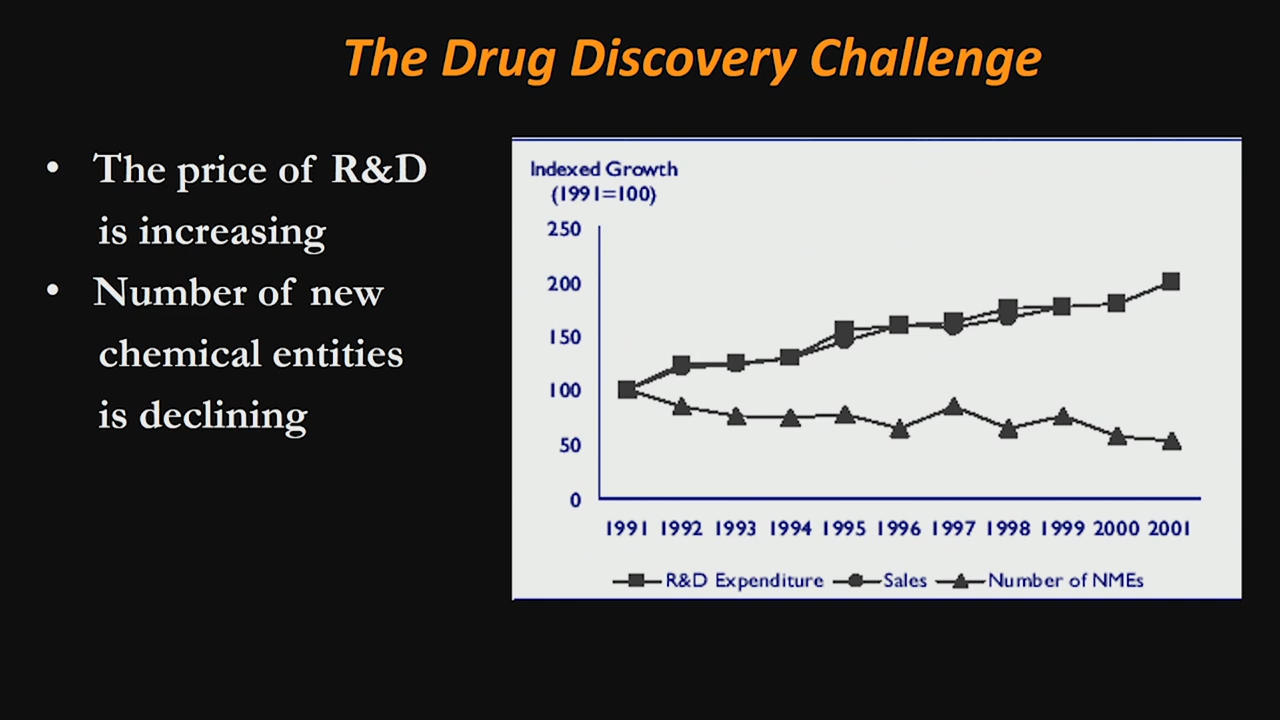 The Drug Discovery Challenge
• The price of R&D
is increasing
• Number of new
chemical entities
is declining
Indexed Growth
(1991=100)
250
200
150
100
50
0
1991 1992 1993 1994 1995 1996 1997 1998 1999 2000 2001
R&D Expenditure Sales Number of NMEs